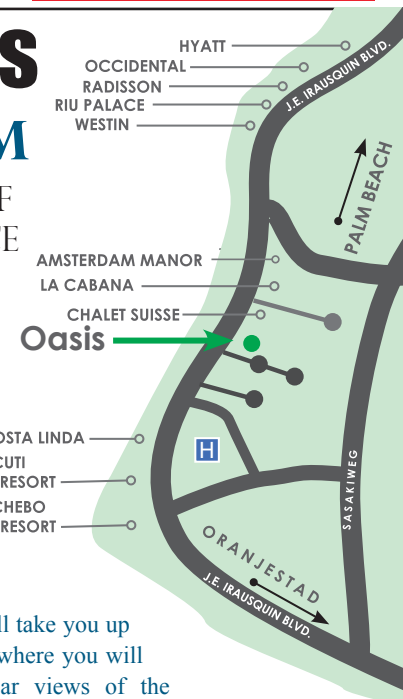 S
M
HYATT
OCCIDENTAL
RADISSON
RIU PALACE
WESTIN
J.E. IRAUSQUIN BLVD.
F
TE
PALM BEACH
AMSTERDAM MANOR
LA CABANA
CHALET SUISSE
Oasis
OSTA LINDA
CUTI
RESORT
CHEBO
RESORT
H
SASAKIWEG
ORANJESTAD
J.E. IRAUSQUIN BLVD.
ll take you up
where you will
ar views of the